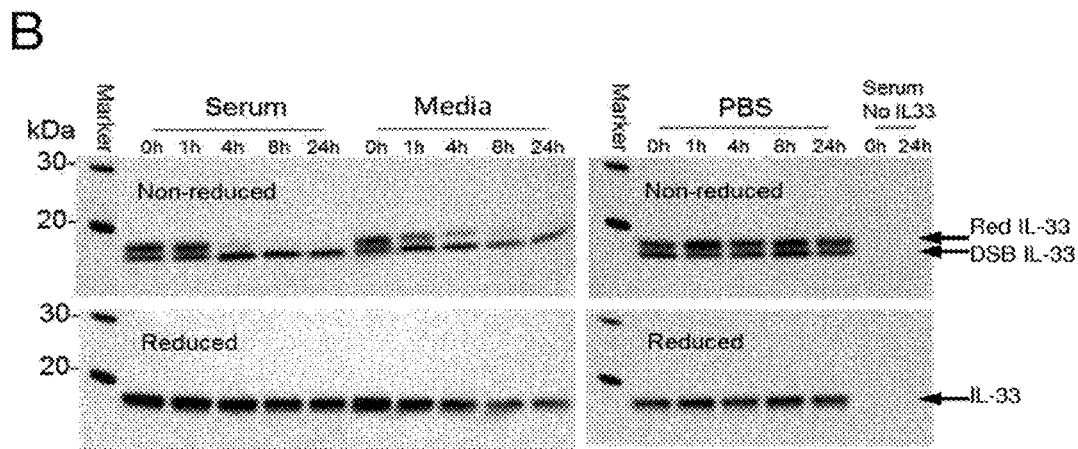 B
Serum
No IL33
Marker
Serum
Media
Marker
PBS
kDa
0h 1h 4h 8h 24h 0h 1h 4h 8h 24h 0h 1h 4h 8h 24h 0h 24h
30-
Non-reduced
Non-reduced
20-
Red IL-33
DSB IL-33
30-
Reduced
Reduced
20-
IL-33